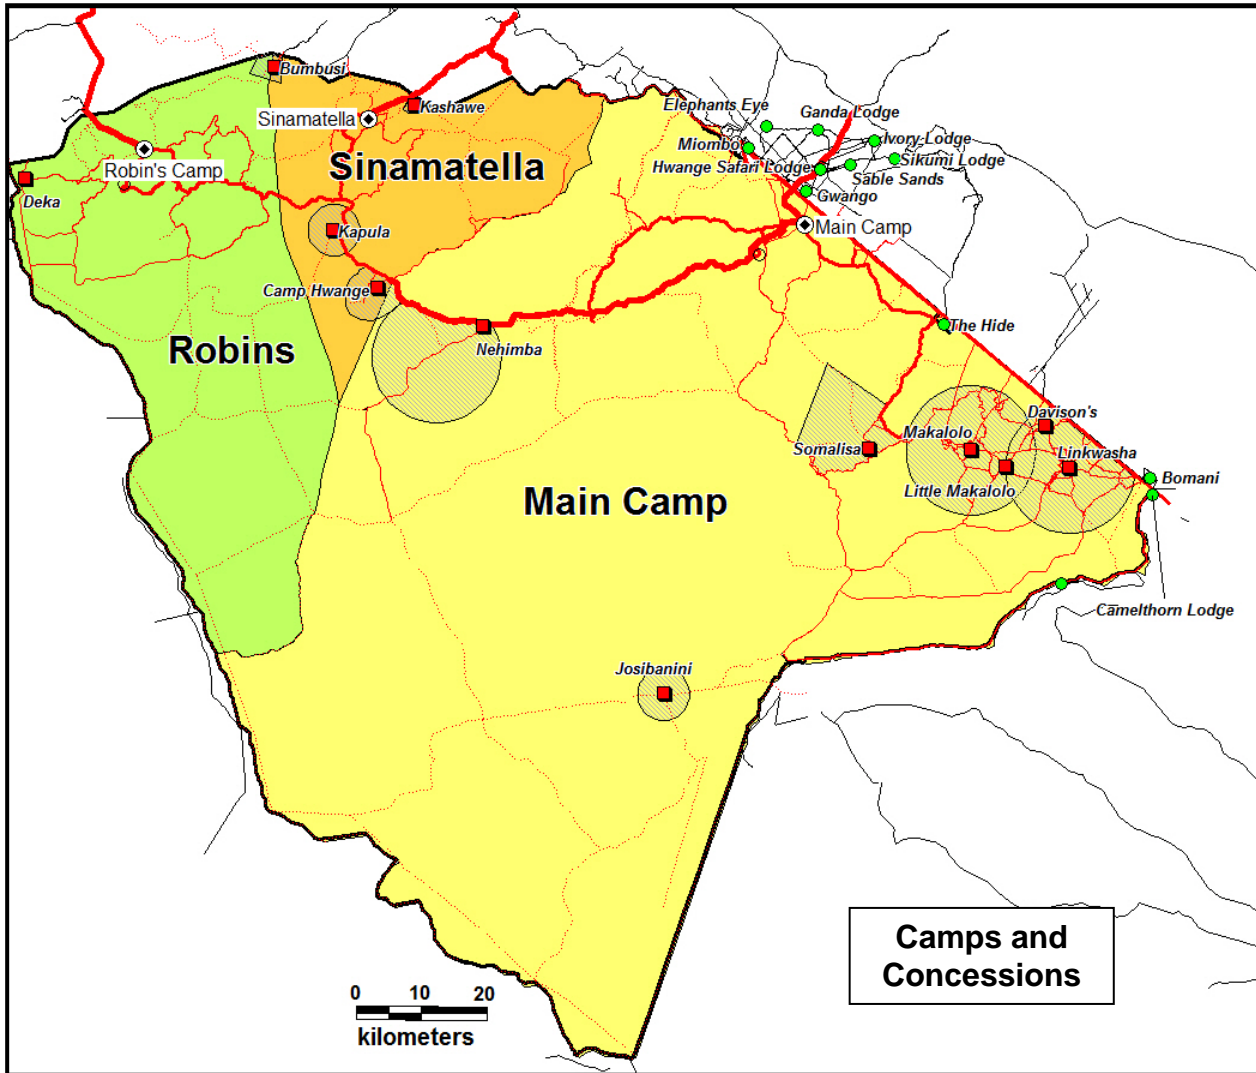 Bumbusi
Kashawe
Sinamatella
Sinamatella
Robin's Camp
Deka
Kapula
Camp Hwange
Robins
Nehimba
Elephants Eye
Ganda Lodge
Miombo
Ivory Lodge
Hwange Safari Lodge
Sikumi Lodge
Sable Sands
Gwango
Main Camp
The Hide
Davison's
Makalolo
Somalisa
Linkwasha
Little Makalolo
Bomani
Main Camp
Camelthorn Lodge
Josibanini
Camps and
Concessions
0 10 20
kilometers